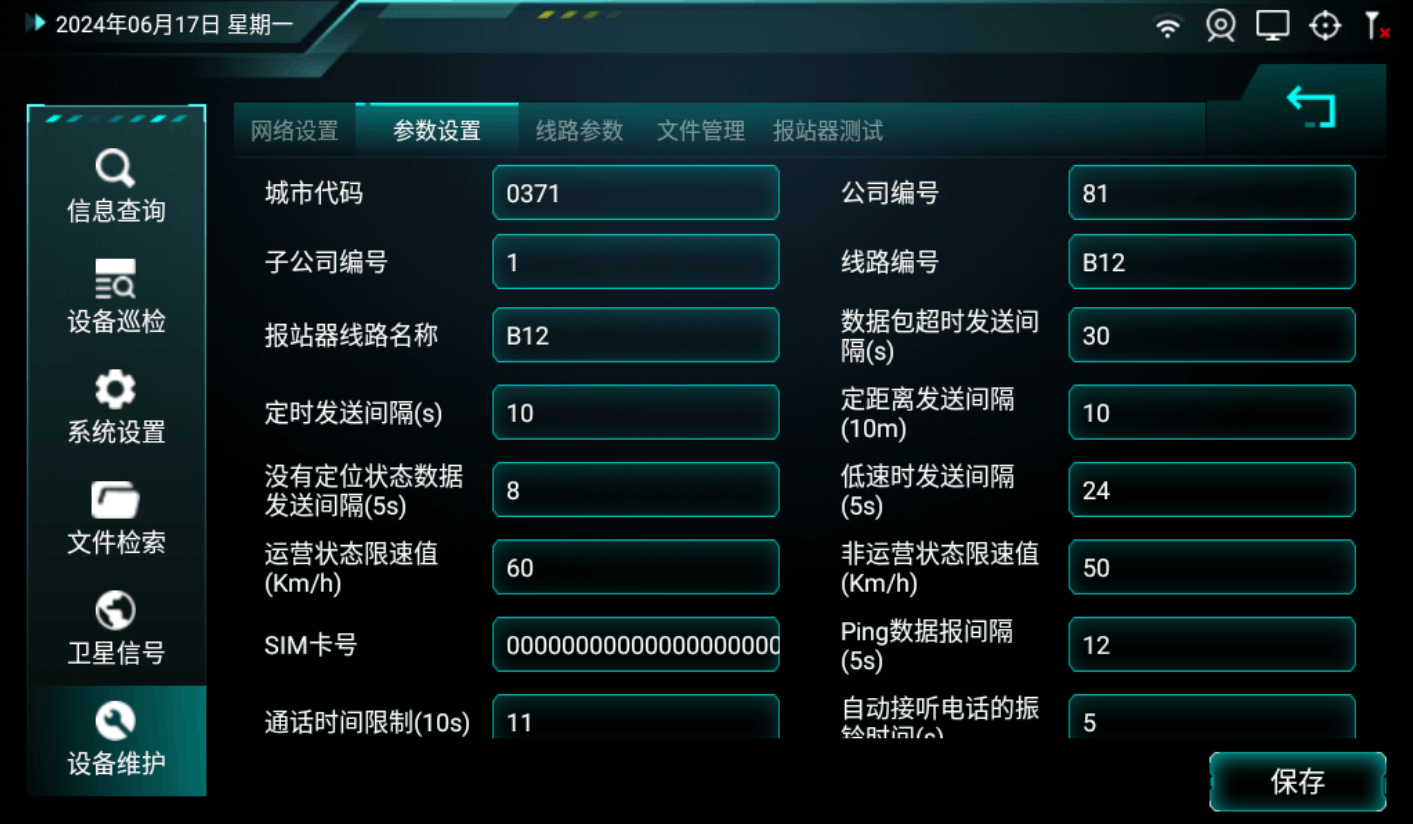 2024年06月17日 星期一
网络设置 参数设置 线路参数 文件管理 报站器测试
信息查询
设备巡检
系统设置
文件检索
卫星信号
设备维护
城市代码 0371 公司编号 81
子公司编号 1 线路编号 B12
报站器线路名称 B12 数据包超时发送间
隔(s) 30
定时发送间隔(s) 10 定距离发送间隔
(10m) 10
没有定位状态数据
发送间隔(5s) 8 低速时发送间隔
(5s) 24
运营状态限速值
(Km/h) 60 非运营状态限速值
(Km/h) 50
SIM卡号 00000000000000000000 Ping数据报间隔
(5s) 12
通话时间限制(10s) 11 自动接听电话的振
铃时间(s) 5
保存